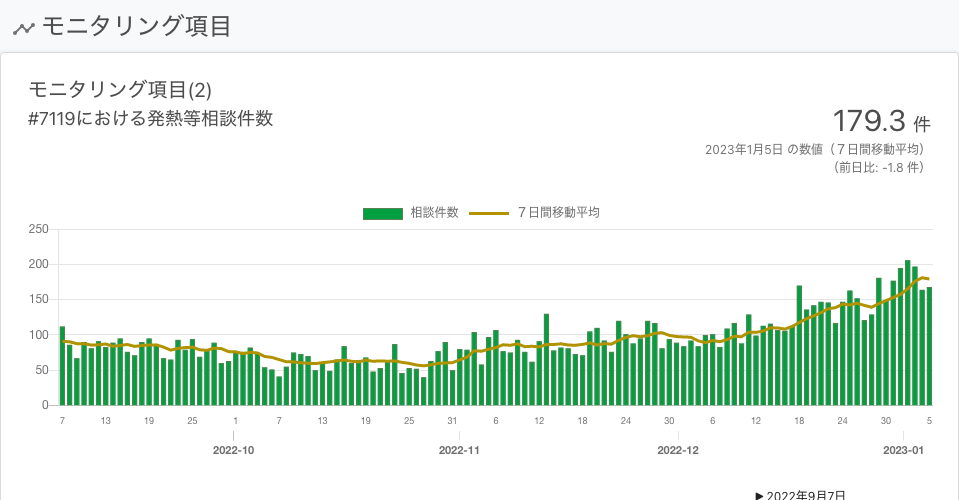 モニタリング項目
モニタリング項目(2)
#7119における発熱等相談件数
179.3 件
2023年1月5日 の数値（７日間移動平均）
（前日比: -1.8 件）
相談件数 ７日間移動平均
250
200
150
100
50
0
7 13 19 25 1 7 13 19 25 31 6 12 18 24 30 6 12 18 24 30 5
2022-10 2022-11 2022-12 2023-01
▶ 2022年9月7日